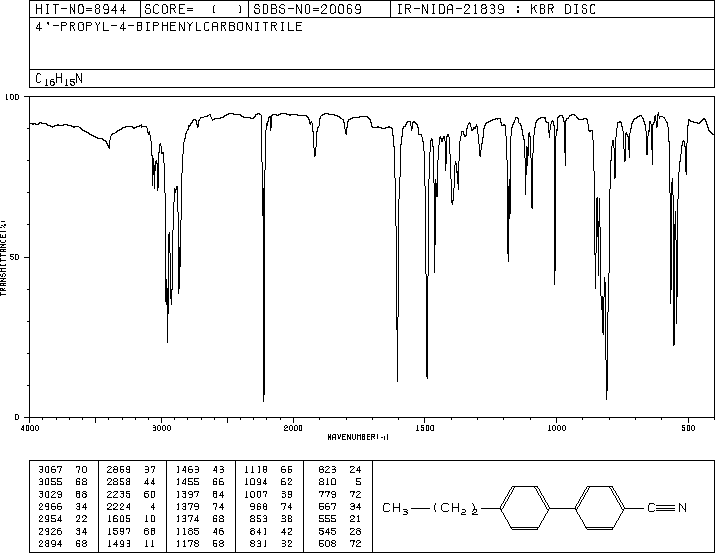 HIT-NO=8944 SCORE= ( ) SDBS-NO=20069 IR-NIDA-21839 : KBR DISC
4'-PROPYL-4-BIPHENYLCARBONITRILE
C16H15N
100
50
0
TRANSMITTANCE(%)
4000 3000 2000 1500 1000 500
WAVENUMBER(-1)
3067 70 2869 37 1463 43 1118 66 823 24
3055 68 2858 44 1455 66 1094 62 810 5
3029 68 2235 60 1397 64 1007 39 779 72
2966 34 2224 4 1379 74 968 74 567 34
2954 22 1605 10 1374 68 853 38 555 21
2926 34 1597 68 1185 46 841 42 545 28
2894 68 1493 11 1178 58 831 32 508 72
CH3 (CH2)2 C N